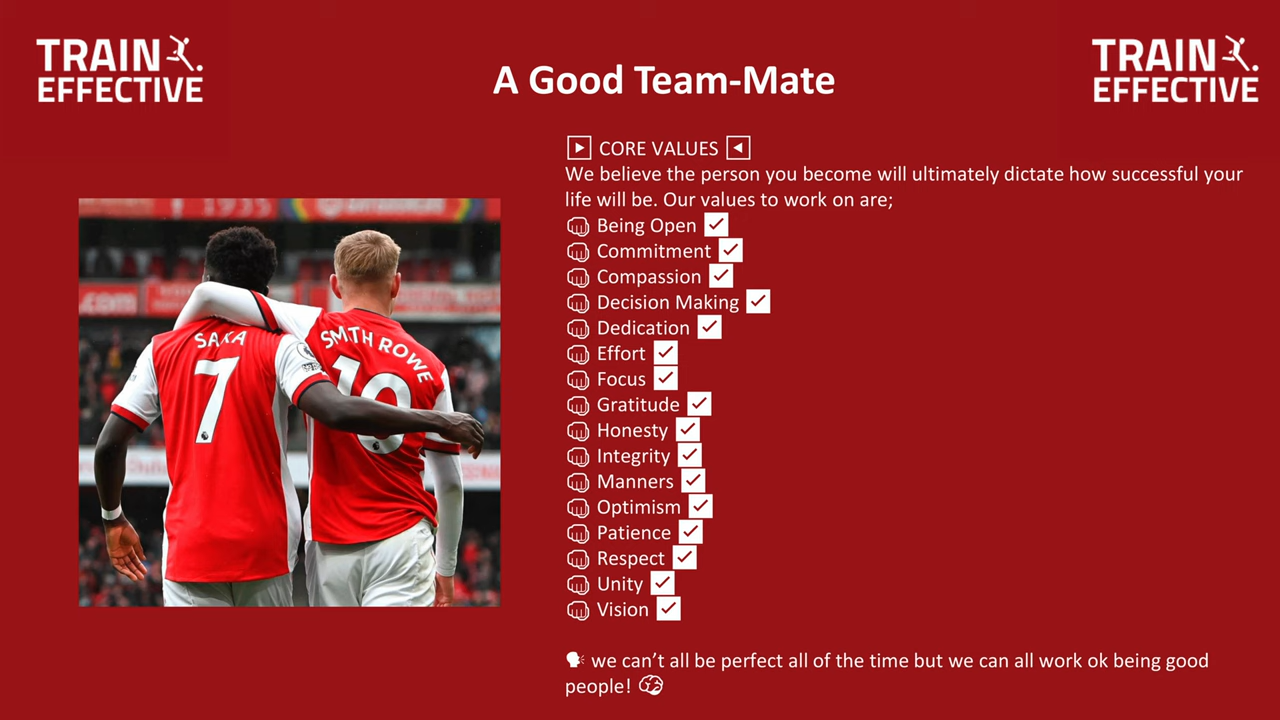 TRAIN
EFFECTIVE
A Good Team-Mate
TRAIN
EFFECTIVE
CORE VALUES
We believe the person you become will ultimately dictate how successful your
life will be. Our values to work on are;
Being Open
Commitment
Compassion
Decision Making
Dedication
Effort
Focus
Gratitude
Honesty
Integrity
Manners
Optimism
Patience
Respect
Unity
Vision
we can’t all be perfect all of the time but we can all work ok being good
people!
SAKA
7
SMITH ROWE
10
.com